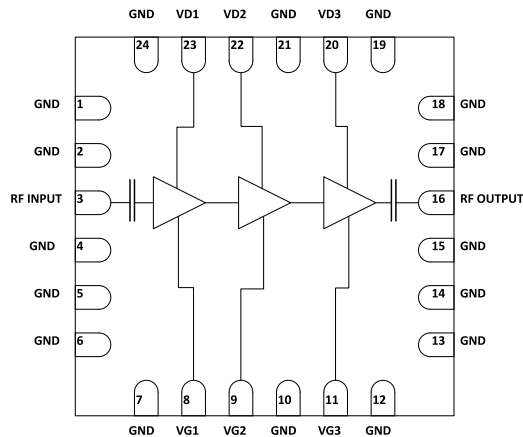 GND VD1 VD2 GND VD3 GND
24 23 22 21 20 19
GND 1 18 GND
GND 2 17 GND
RF INPUT 3 16 RF OUTPUT
GND 4 15 GND
GND 5 14 GND
GND 6 13 GND
7 8 9 10 11 12
GND VG1 VG2 GND VG3 GND